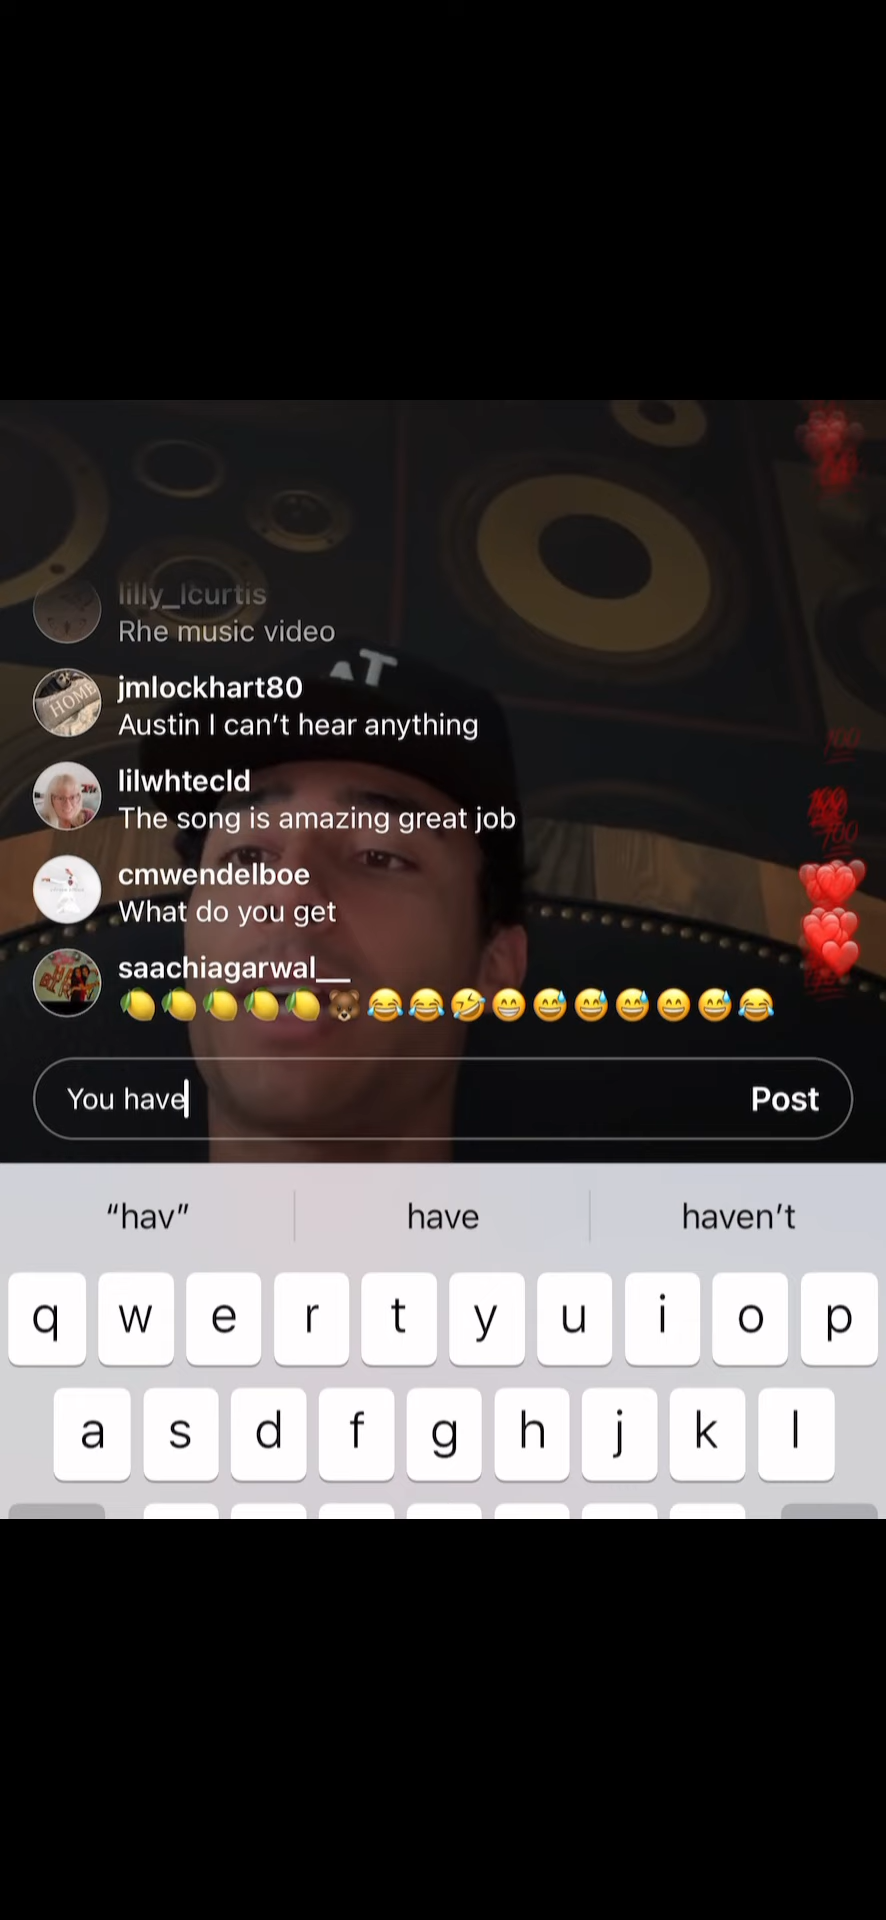 lilly_lcurtis
Rhe music video
jmlockhart80
Austin I can't hear anything
lilwhtecld
The song is amazing great job
cmwendelboe
What do you get
saachiagarwal__
🍋🍋🍋🍋🍋🐻😂😂🤣😁😅😅😅😁😅😂
You have
Post
“hav”
have
haven't
q w e r t y u i o p
a s d f g h j k l